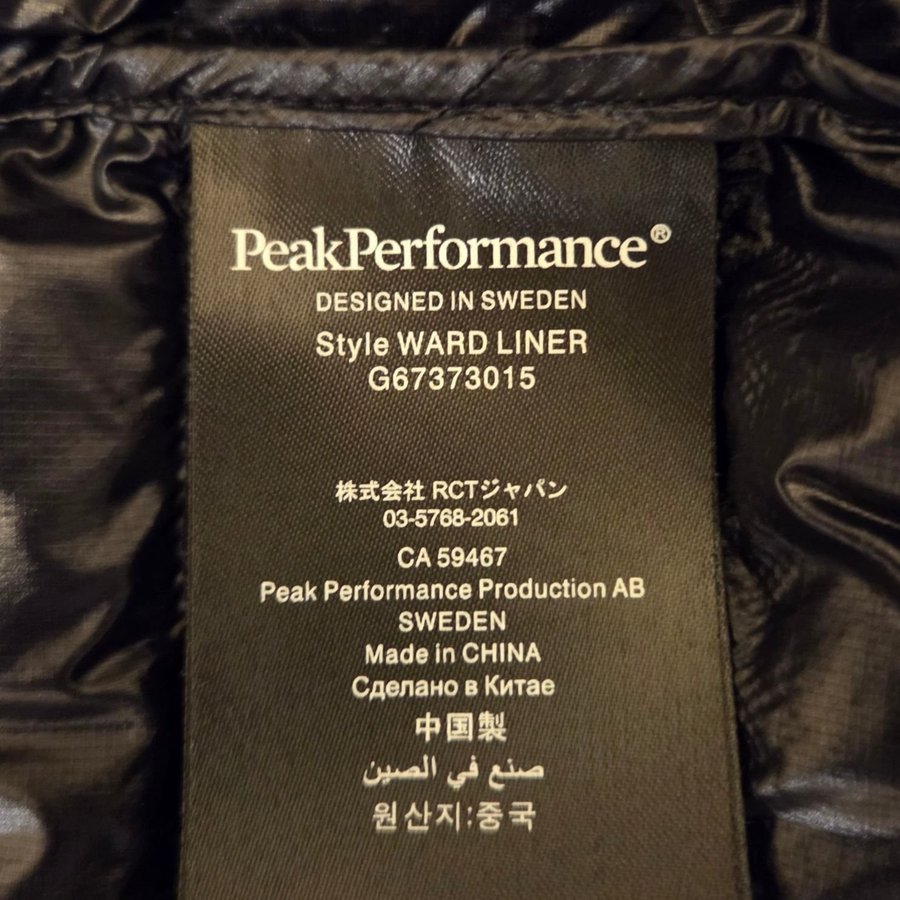 PeakPerformance®
DESIGNED IN SWEDEN
Style WARD LINER
G67373015
株式会社 RCTジャパン
03-5768-2061
CA 59467
Peak Performance Production AB
SWEDEN
Made in CHINA
Сделано в Китае
中国製
صنع في الصين
원산지:중국